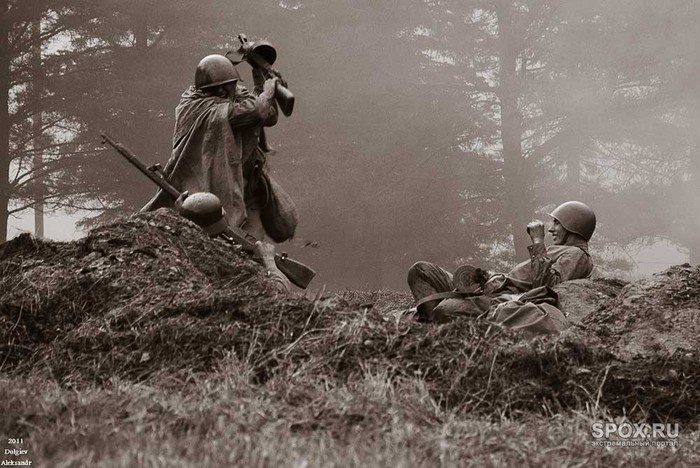 2011
Dolgiev
Aleksandr
SPOX.RU
экстремальный портал